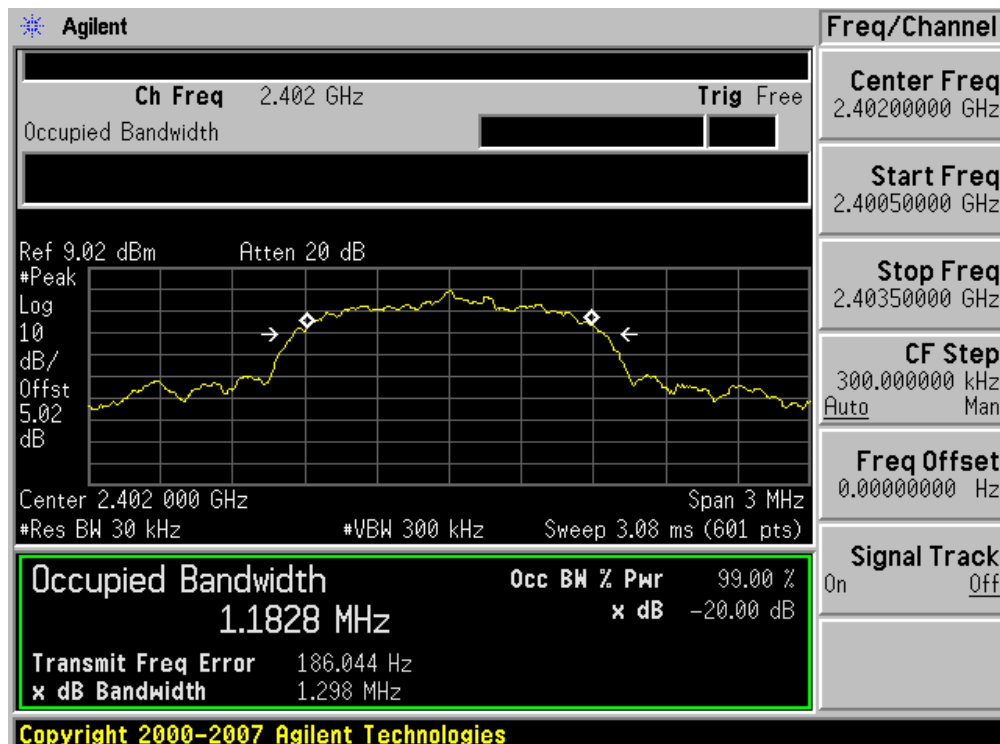 Agilent
Freq/Channel
Ch Freq 2.402 GHz Trig Free
Occupied Bandwidth
Center Freq
2.40200000 GHz
Start Freq
2.40050000 GHz
Stop Freq
2.40350000 GHz
CF Step
300.000000 kHz
Auto Man
Freq Offset
0.00000000 Hz
Signal Track
On Off
Ref 9.02 dBm Atten 20 dB
#Peak
Log
10
dB/
Offst
5.02
dB
Center 2.402 000 GHz Span 3 MHz
#Res BW 30 kHz #VBW 300 kHz Sweep 3.08 ms (601 pts)
Occupied Bandwidth
1.1828 MHz
Occ BW % Pwr 99.00 %
x dB -20.00 dB
Transmit Freq Error 186.044 Hz
x dB Bandwidth 1.298 MHz
Copyright 2000-2007 Agilent Technologies